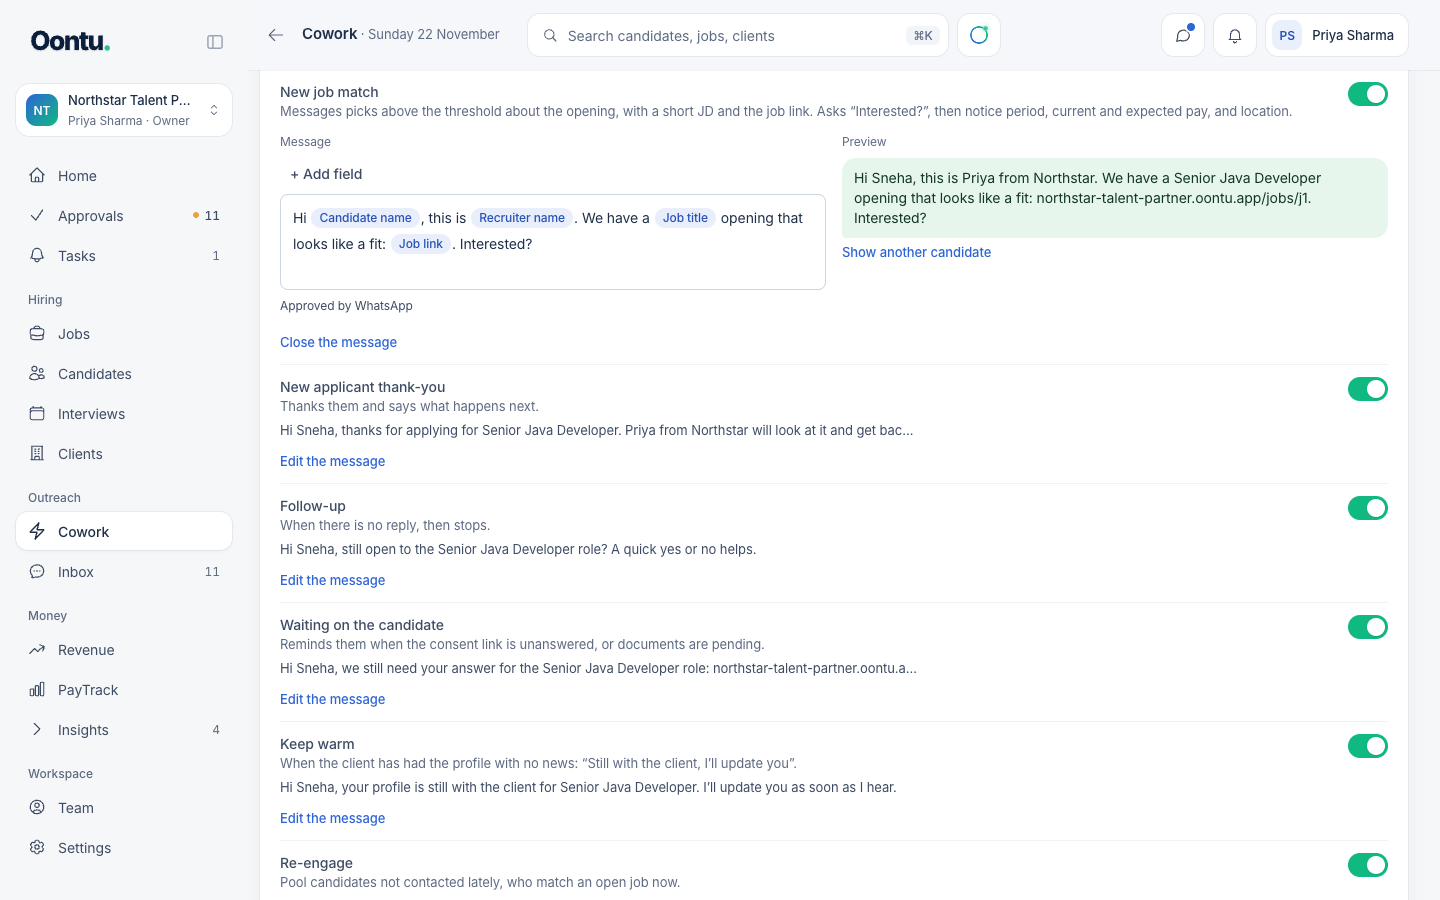 Oontu.
Cowork · Sunday 22 November
Search candidates, jobs, clients
⌘K
PS
Priya Sharma
NT
Northstar Talent P...
Priya Sharma · Owner
Home
Approvals
11
Tasks
1
Hiring
Jobs
Candidates
Interviews
Clients
Outreach
Cowork
Inbox
11
Money
Revenue
PayTrack
Insights
4
Workspace
Team
Settings
New job match
Messages picks above the threshold about the opening, with a short JD and the job link. Asks “Interested?”, then notice period, current and expected pay, and location.
Message
+ Add field
Hi Candidate name, this is Recruiter name. We have a Job title opening that
looks like a fit: Job link. Interested?
Approved by WhatsApp
Close the message
Preview
Hi Sneha, this is Priya from Northstar. We have a Senior Java Developer
opening that looks like a fit: northstar-talent-partner.oontu.app/jobs/j1.
Interested?
Show another candidate
New applicant thank-you
Thanks them and says what happens next.
Hi Sneha, thanks for applying for Senior Java Developer. Priya from Northstar will look at it and get bac...
Edit the message
Follow-up
When there is no reply, then stops.
Hi Sneha, still open to the Senior Java Developer role? A quick yes or no helps.
Edit the message
Waiting on the candidate
Reminds them when the consent link is unanswered, or documents are pending.
Hi Sneha, we still need your answer for the Senior Java Developer role: northstar-talent-partner.oontu.a...
Edit the message
Keep warm
When the client has had the profile with no news: “Still with the client, I’ll update you”.
Hi Sneha, your profile is still with the client for Senior Java Developer. I’ll update you as soon as I hear.
Edit the message
Re-engage
Pool candidates not contacted lately, who match an open job now.